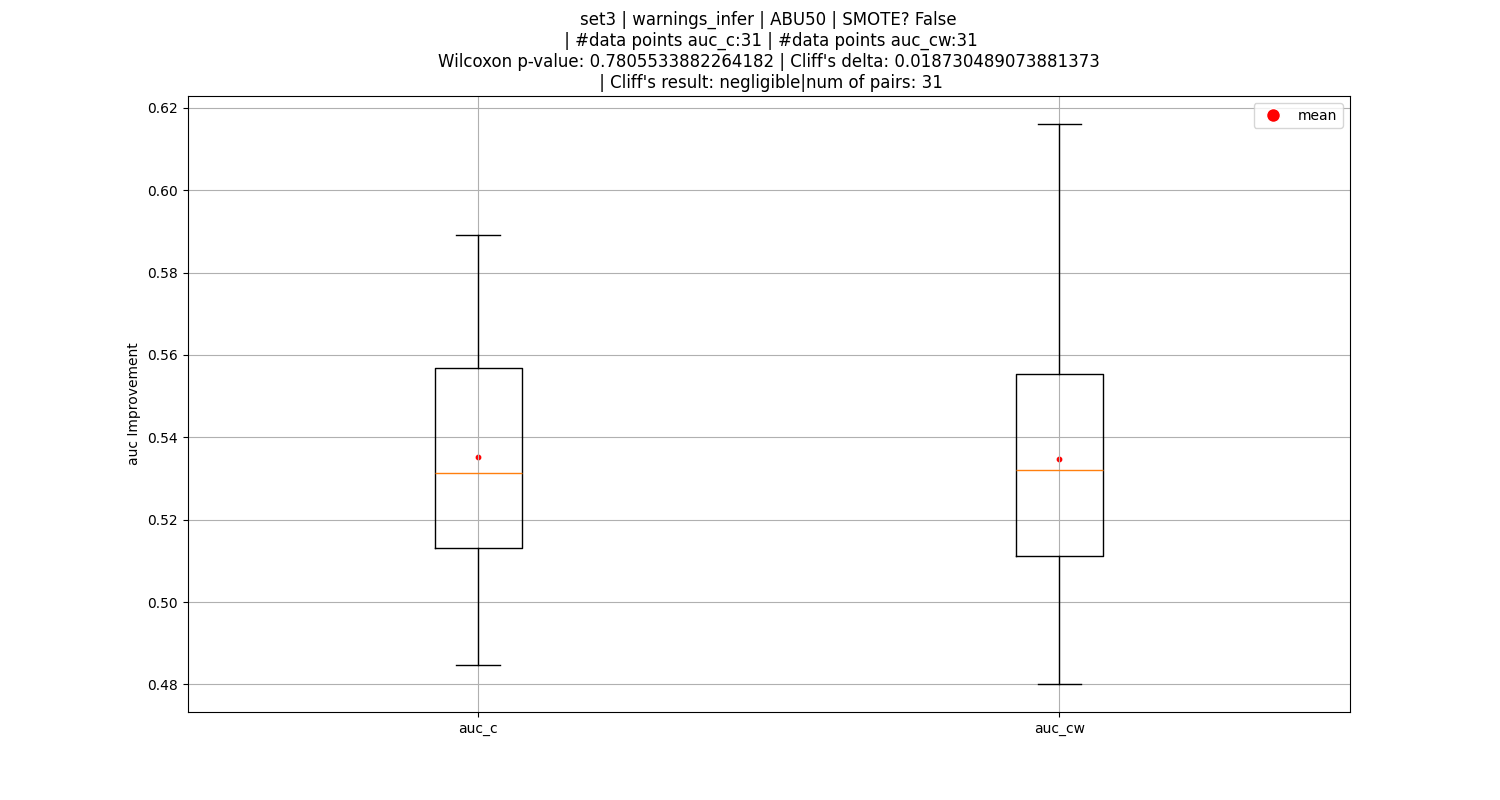 set3 | warnings_infer | ABU50 | SMOTE? False
| #data points auc_c:31 | #data points auc_cw:31
Wilcoxon p-value: 0.7805533882264182 | Cliff's delta: 0.018730489073881373
| Cliff's result: negligible|num of pairs: 31
mean
0.62
0.60
0.58
0.56
0.54
0.52
0.50
0.48
auc Improvement
auc_c
auc_cw